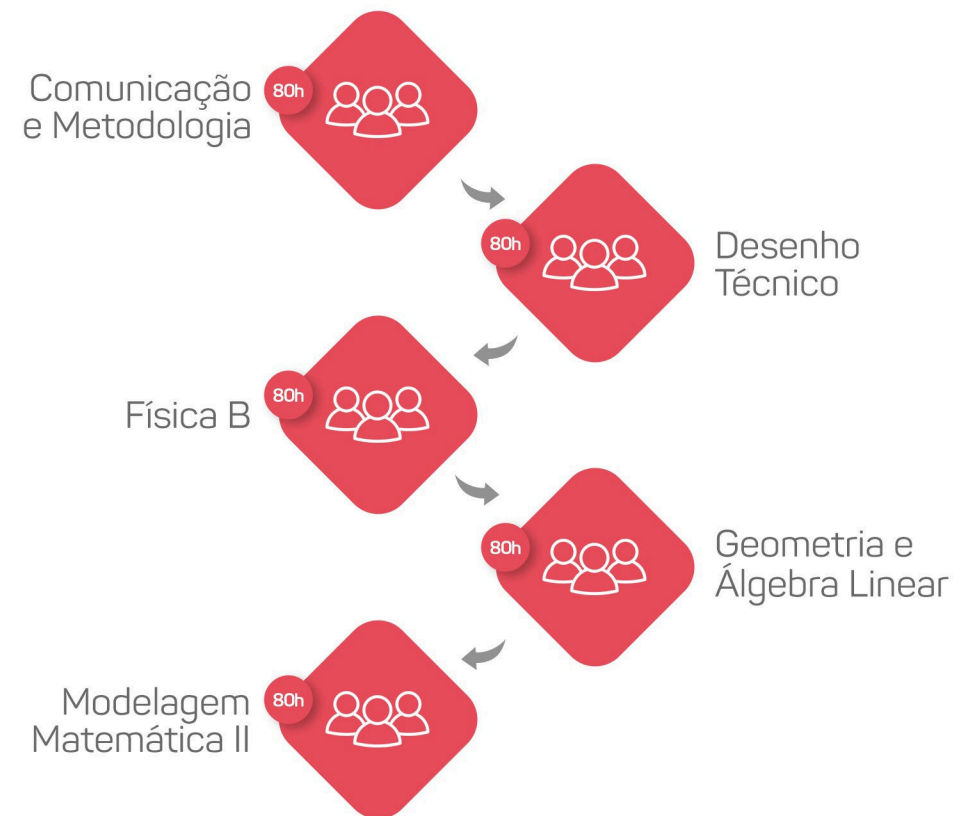 Comunicação
e Metodologia
80h
80h
Desenho
Técnico
Física B
80h
80h
Geometria e
Álgebra Linear
Modelagem
Matemática II
80h